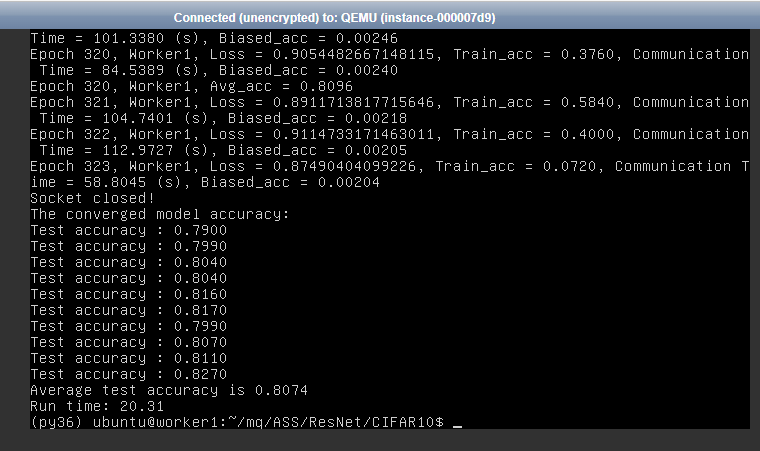 Connected (unencrypted) to: QEMU (instance-000007d9)
Time = 101.3380 (s), Biased_acc = 0.00246
Epoch 320, Worker1, Loss = 0.9054482667148115, Train_acc = 0.3760, Communication
 Time = 84.5389 (s), Biased_acc = 0.00240
Epoch 320, Worker1, Avg_acc = 0.8096
Epoch 321, Worker1, Loss = 0.8911713817715646, Train_acc = 0.5840, Communication
 Time = 104.7401 (s), Biased_acc = 0.00218
Epoch 322, Worker1, Loss = 0.9114733171463011, Train_acc = 0.4000, Communication
 Time = 112.9727 (s), Biased_acc = 0.00205
Epoch 323, Worker1, Loss = 0.87490404099226, Train_acc = 0.0720, Communication T
ime = 58.8045 (s), Biased_acc = 0.00204
Socket closed!
The converged model accuracy:
Test accuracy : 0.7900
Test accuracy : 0.7990
Test accuracy : 0.8040
Test accuracy : 0.8040
Test accuracy : 0.8160
Test accuracy : 0.8170
Test accuracy : 0.7990
Test accuracy : 0.8070
Test accuracy : 0.8110
Test accuracy : 0.8270
Average test accuracy is 0.8074
Run time: 20.31
(py36) ubuntu@worker1:~/mq/ASS/ResNet/CIFAR10$ _